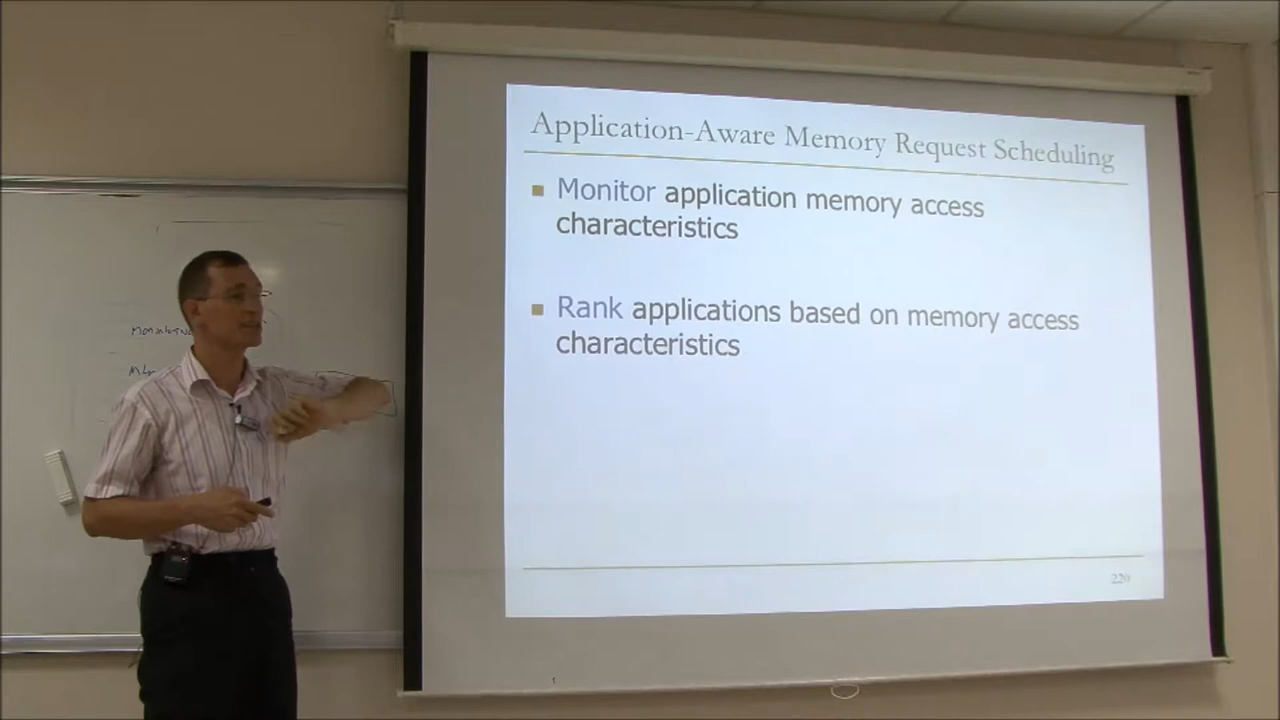 Application-Aware Memory Request Scheduling
■ Monitor application memory access
characteristics
■ Rank applications based on memory access
characteristics
220